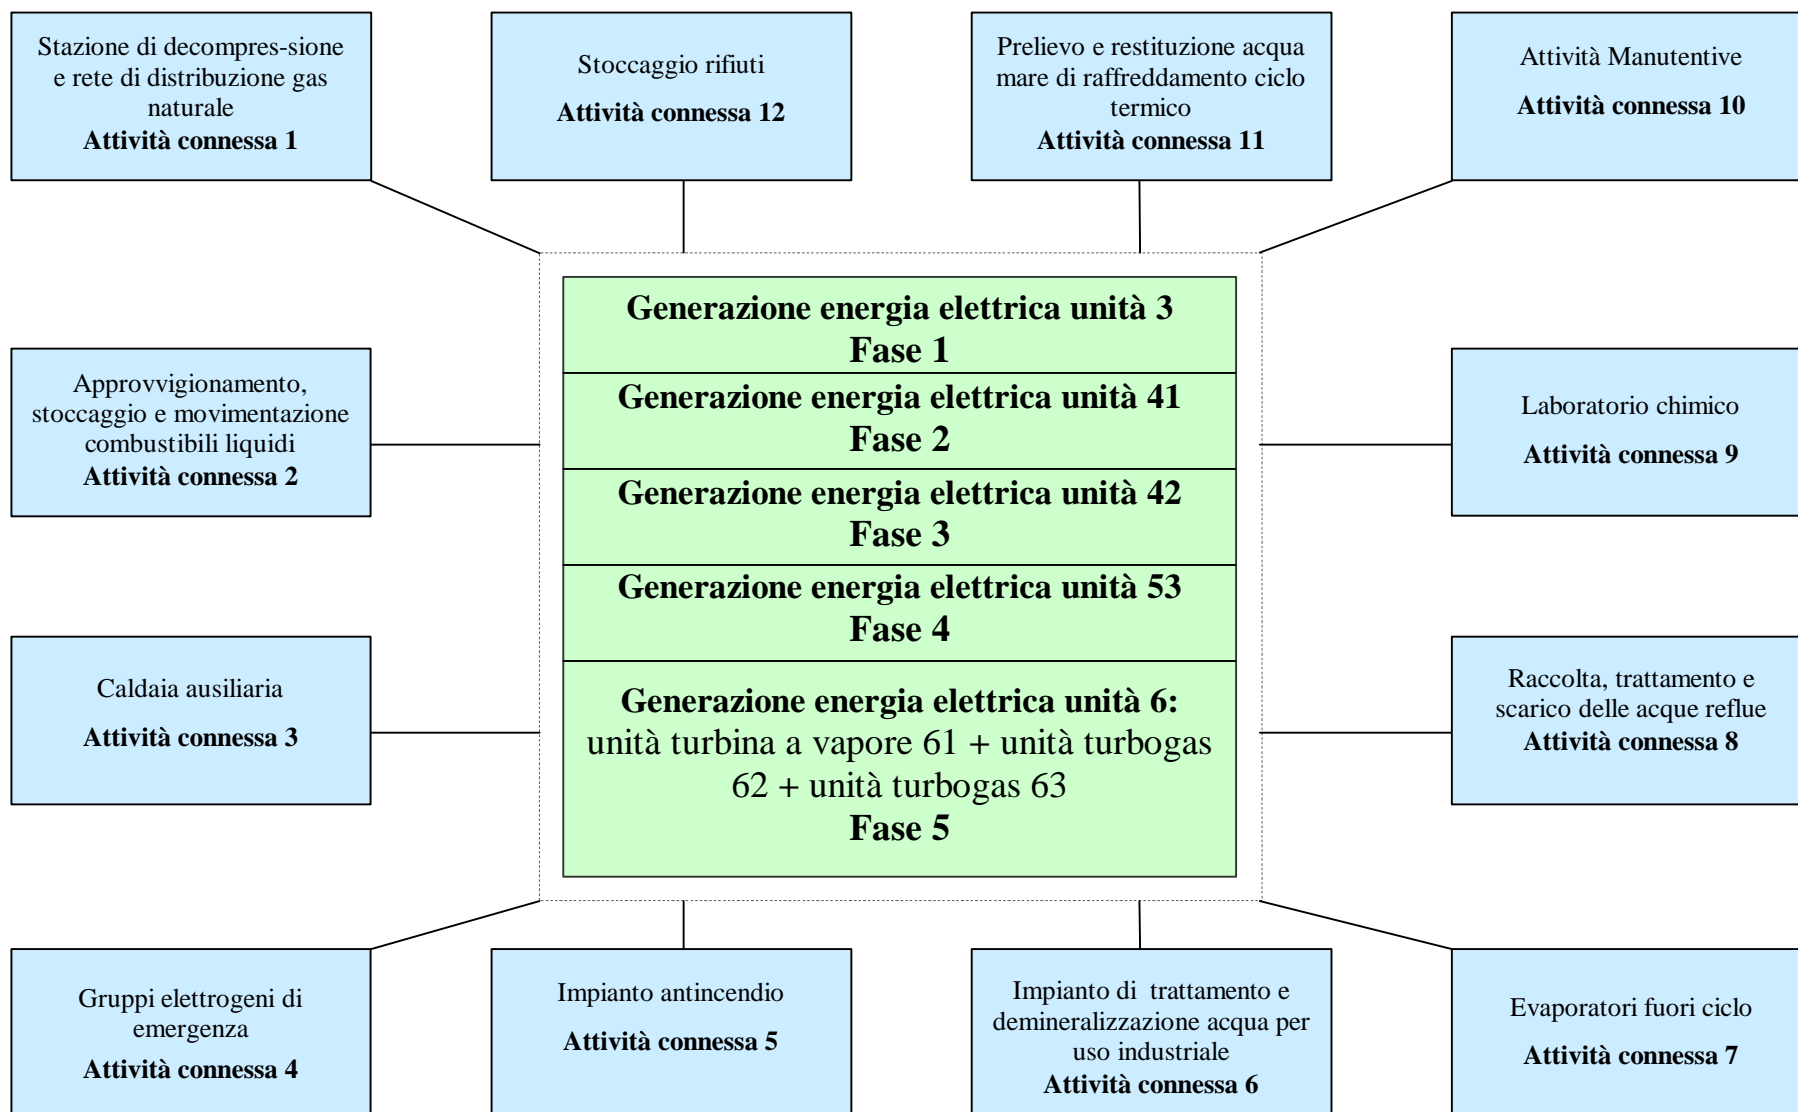 Stazione di decompres-sione
e rete di distribuzione gas
naturale
Attività connessa 1
Stoccaggio rifiuti
Attività connessa 12
Prelievo e restituzione acqua
mare di raffreddamento ciclo
termico
Attività connessa 11
Attività Manutentive
Attività connessa 10
Generazione energia elettrica unità 3
Fase 1
Generazione energia elettrica unità 41
Fase 2
Generazione energia elettrica unità 42
Fase 3
Generazione energia elettrica unità 53
Fase 4
Generazione energia elettrica unità 6:
unità turbina a vapore 61 + unità turbogas
62 + unità turbogas 63
Fase 5
Approvvigionamento,
stoccaggio e movimentazione
combustibili liquidi
Attività connessa 2
Laboratorio chimico
Attività connessa 9
Caldaia ausiliaria
Attività connessa 3
Raccolta, trattamento e
scarico delle acque reflue
Attività connessa 8
Gruppi elettrogeni di
emergenza
Attività connessa 4
Impianto antincendio
Attività connessa 5
Impianto di  trattamento e
demineralizzazione acqua per
uso industriale
Attività connessa 6
Evaporatori fuori ciclo
Attività connessa 7